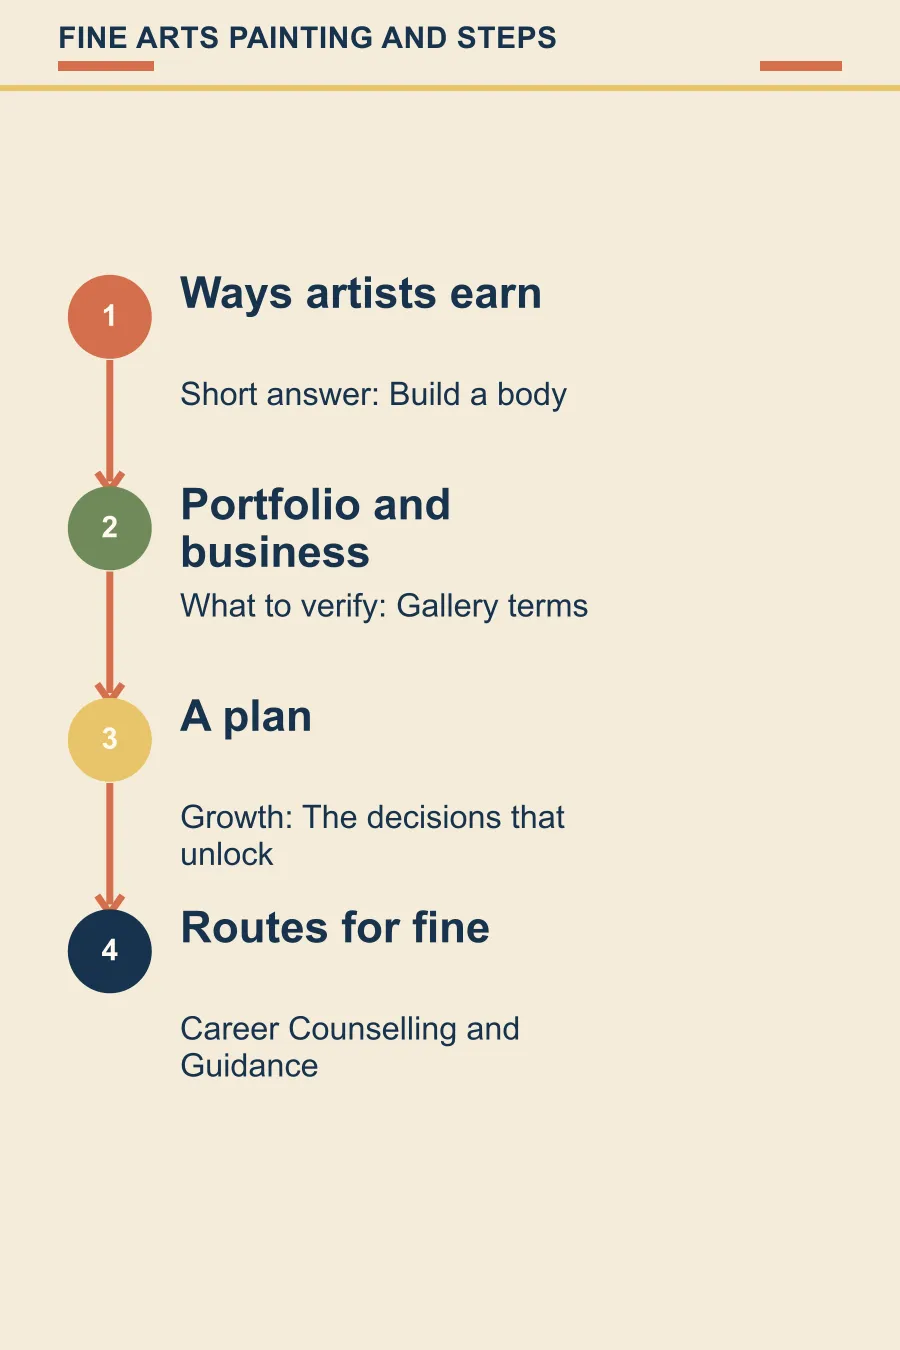 FINE ARTS PAINTING AND STEPS
1
Ways artists earn
Short answer: Build a body
2
Portfolio and
business
What to verify: Gallery terms
3
A plan
Growth: The decisions that
unlock
4
Routes for fine
Career Counselling and
Guidance